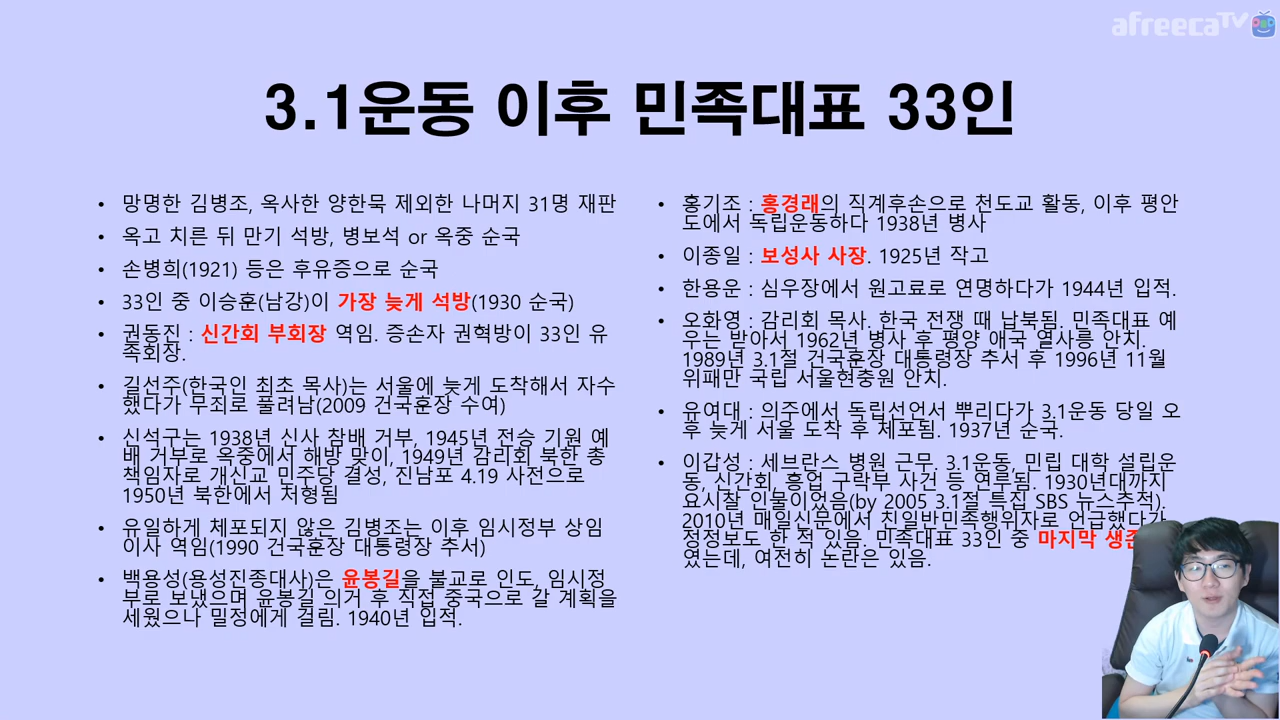 afreecaTV
3.1운동 이후 민족대표 33인
• 망명한 김병조, 옥사한 양한묵 제외한 나머지 31명 재판
• 옥고 치른 뒤 만기 석방, 병보석 or 옥중 순국
• 손병희(1921) 등은 후유증으로 순국
• 33인 중 이승훈(남강)이 가장 늦게 석방(1930 순국)
• 권동진 : 신간회 부회장 역임. 증손자 권혁방이 33인 유
족회장.
• 길선주(한국인 최초 목사)는 서울에 늦게 도착해서 자수
했다가 무죄로 풀려남(2009 건국훈장 수여)
• 신석구는 1938년 신사 참배 거부, 1945년 전승 기원 예
배 거부로 옥중에서 해방 맞이, 1949년 감리회 북한 총
책임자로 개신교 민주당 결성, 진남포 4.19 사전으로
1950년 북한에서 처형됨
• 유일하게 체포되지 않은 김병조는 이후 임시정부 상임
이사 역임(1990 건국훈장 대통령장 추서)
• 백용성(용성진종대사)은 윤봉길을 불교로 인도, 임시정
부로 보냈으며 윤봉길 의거 후 직접 중국으로 갈 계획을
세웠으나 밀정에게 걸림. 1940년 입적.
• 홍기조 : 홍경래의 직계후손으로 천도교 활동, 이후 평안
도에서 독립운동하다 1938년 병사
• 이종일 : 보성사 사장. 1925년 작고
• 한용운 : 심우장에서 원고료로 연명하다가 1944년 입적.
• 오화영 : 감리회 목사. 한국 전쟁 때 납북됨. 민족대표 예
우는 받아서 1962년 병사 후 평양 애국 열사릉 안치.
1989년 3.1절 건국훈장 대통령장 추서 후 1996년 11월
위패만 국립 서울현충원 안치.
• 유여대 : 의주에서 독립선언서 뿌리다가 3.1운동 당일 오
후 늦게 서울 도착 후 체포됨. 1937년 순국.
• 이갑성 : 세브란스 병원 근무. 3.1운동, 민립 대학 설립운
동, 신간회, 흥업 구락부 사건 등 연루됨. 1930년대까지
요시찰 인물이었음(by 2005 3.1절 특집 SBS 뉴스추적).
2010년 매일신문에서 친일반민족행위자로 언급했다가
정정보도 한 적 있음. 민족대표 33인 중 마지막
였는데, 여전히 논란은 있음.